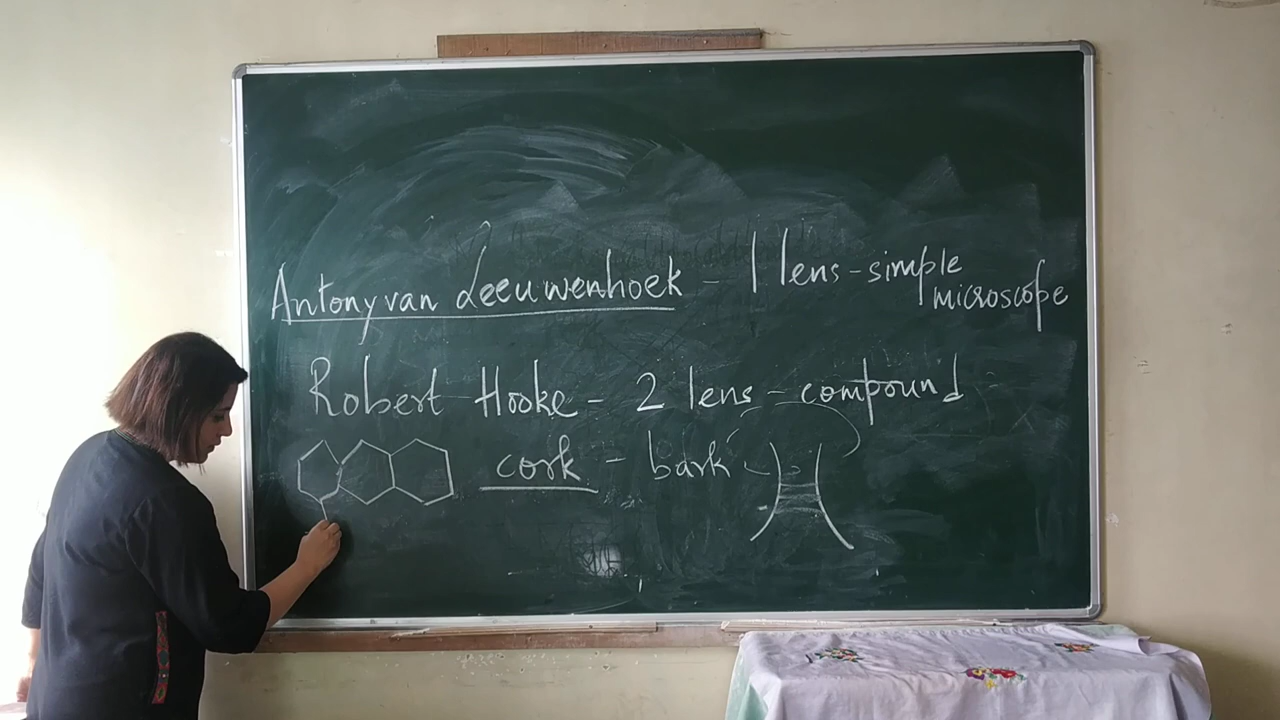 Antony van Leeuwenhoek - 1 lens - simple
microscope
Robert Hooke - 2 lens - compound
cork - bark